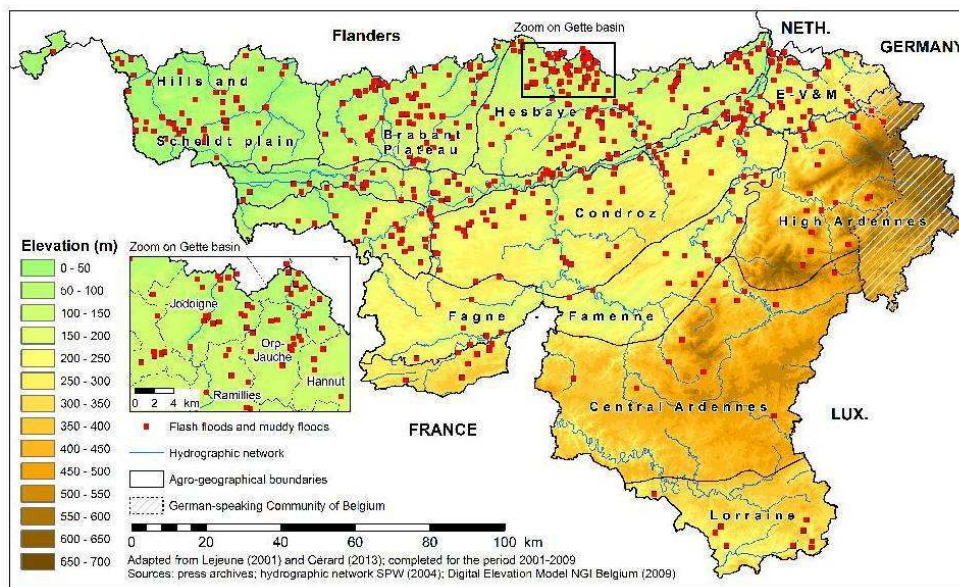 Zoom on Gette basin
NETH.
Flanders
GERMANY
Hills and
Scheldt plain
Brabant
Plateau
Hesbaye
E-V&M
Condroz
High Ardennes
Fagne
Famenne
Central Ardennes
LUX.
FRANCE
Lorraine
Elevation (m)
0 - 50
50 - 100
100 - 150
150 - 200
200 - 250
250 - 300
300 - 350
350 - 400
400 - 450
450 - 500
500 - 550
550 - 600
600 - 650
650 - 700
Zoom on Gette basin
Jodoigne
Orp-
Jauche
Hannut
Ramillies
0 2 4 km
Flash floods and muddy floods
Hydrographic network
Agro-geographical boundaries
German-speaking Community of Belgium
0 20 40 60 80 100
km
Adapted from Lejeune (2001) and Gérard (2013); completed for the period 2001-2009
Sources: press archives; hydrographic network SPW (2004); Digital Elevation Model NGI Belgium (2009)